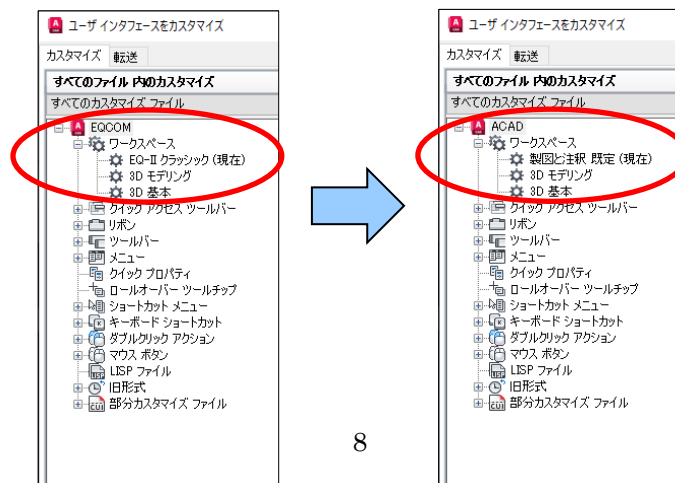 ユーザ インタフェースをカスタマイズ
カスタマイズ 転送
すべてのファイル 内のカスタマイズ
すべてのカスタマイズ ファイル
EQCOM
ワークスペース
EQ-II クラシック (現在)
3D モデリング
3D 基本
クイック アクセス ツールバー
リボン
ツールバー
メニュー
クイック プロパティ
ロールオーバー ツールチップ
ショートカット メニュー
キーボード ショートカット
ダブルクリック アクション
マウス ボタン
LISP ファイル
旧形式
部分カスタマイズ ファイル
ユーザ インタフェースをカスタマイズ
カスタマイズ 転送
すべてのファイル 内のカスタマイズ
すべてのカスタマイズ ファイル
ACAD
ワークスペース
製図と注釈 既定 (現在)
3D モデリング
3D 基本
クイック アクセス ツールバー
リボン
ツールバー
メニュー
クイック プロパティ
ロールオーバー ツールチップ
ショートカット メニュー
キーボード ショートカット
ダブルクリック アクション
マウス ボタン
LISP ファイル
旧形式
部分カスタマイズ ファイル
8